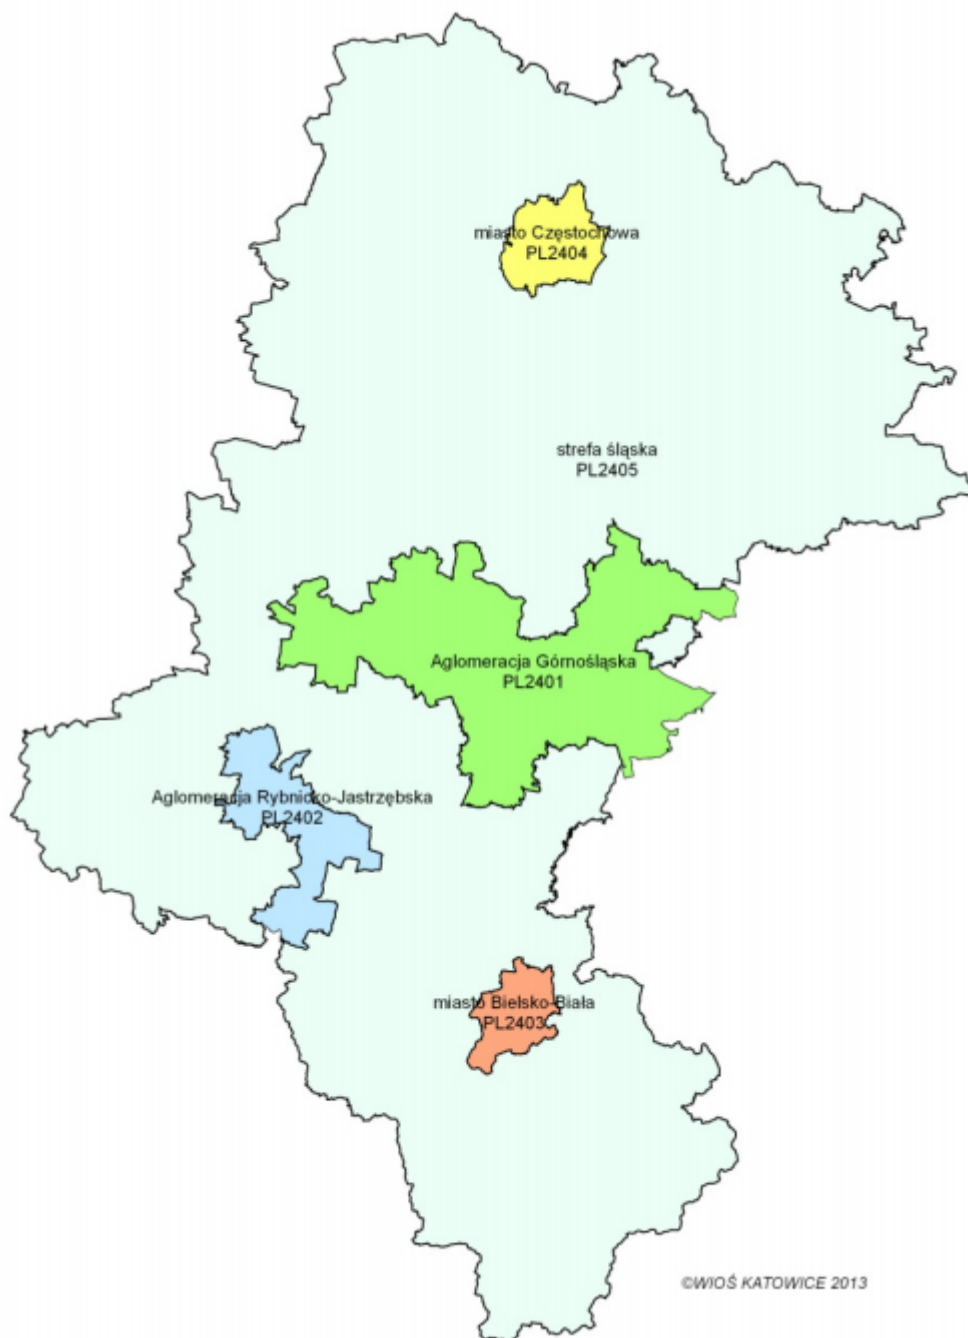 miasto Częstochowa
PL2404
strefa śląska
PL2405
Aglomeracja Górnośląska
PL2401
Aglomeracja Rybnicko-Jastrzębska
PL2402
miasto Bielsko-Biała
PL2403
©WIOŚ KATOWICE 2013